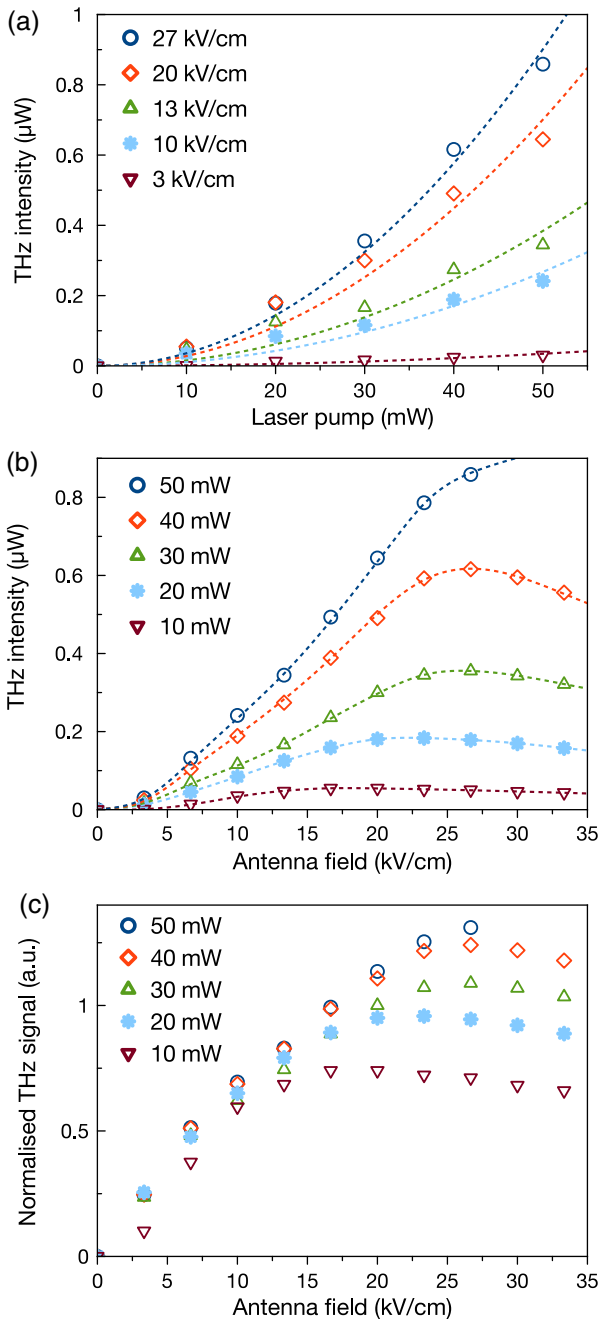 (a)
1
0.8
0.6
0.4
0.2
0
THz intensity (µW)
27 kV/cm
20 kV/cm
13 kV/cm
10 kV/cm
3 kV/cm
0 10 20 30 40 50
Laser pump (mW)
(b)
0.8
0.6
0.4
0.2
0
THz intensity (µW)
50 mW
40 mW
30 mW
20 mW
10 mW
0 5 10 15 20 25 30 35
Antenna field (kV/cm)
(c)
1
0.5
0
Normalised THz signal (a.u.)
50 mW
40 mW
30 mW
20 mW
10 mW
0 5 10 15 20 25 30 35
Antenna field (kV/cm)